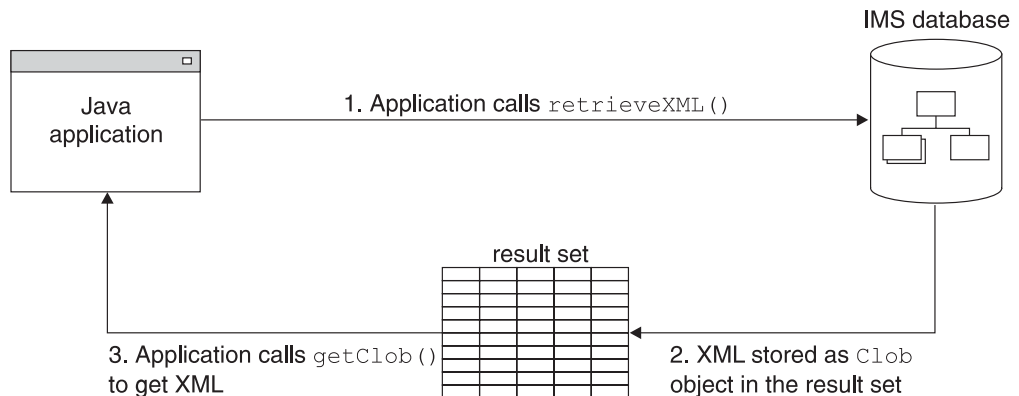 IMS database
Java
application
1. Application calls retrieveXML()
result set
3. Application calls getClob()
to get XML
2. XML stored as Clob
object in the result set